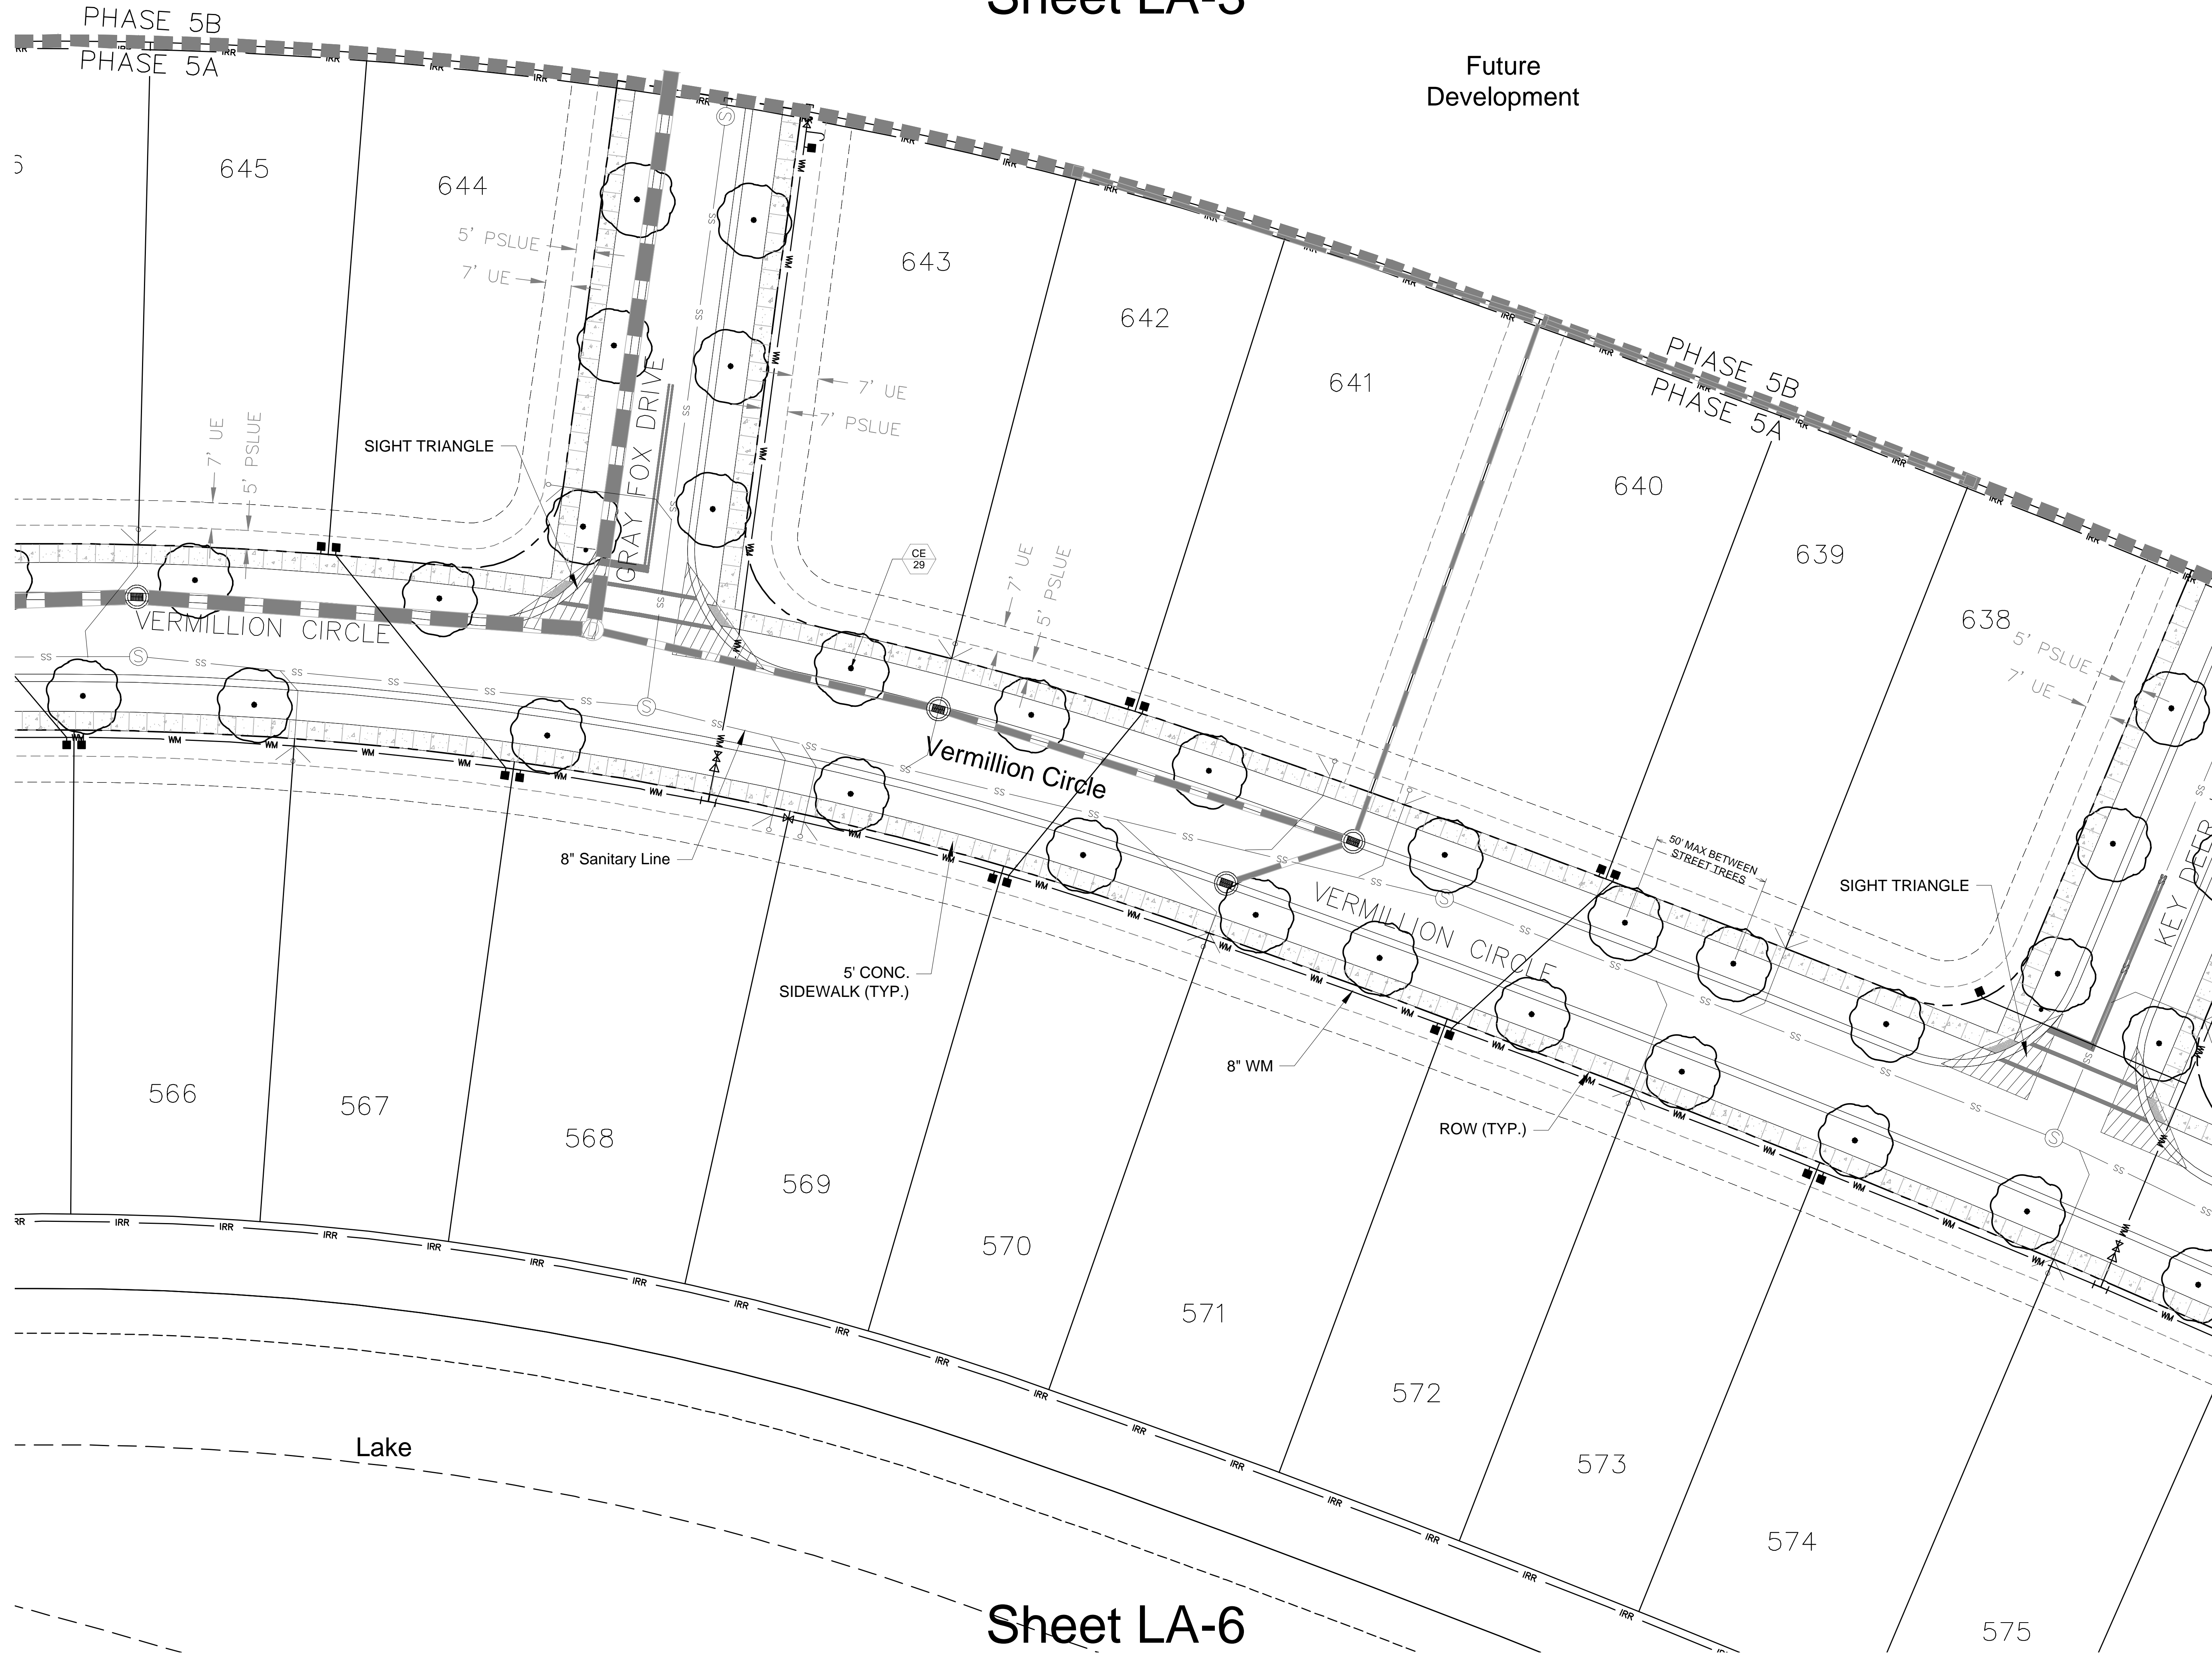 Sheet LA-3
PHASE 5B
PHASE 5A
Future
Development
645
644
5' PSLUE
7' UE
643
642
641
7' UE
7' PSLUE
PHASE 5B
PHASE 5A
SIGHT TRIANGLE
GRAY FOX DRIVE
7' UE
5' PSLUE
640
639
638
5' PSLUE
7' UE
CE
29
7' UE
5' PSLUE
VERMILLION CIRCLE
Vermillion Circle
8" Sanitary Line
50' MAX BETWEEN
STREET TREES
SIGHT TRIANGLE
KEY DEER
VERMILLION CIRCLE
5' CONC.
SIDEWALK (TYP.)
8" WM
ROW (TYP.)
566
567
568
569
570
571
572
573
574
575
Lake
Sheet LA-6